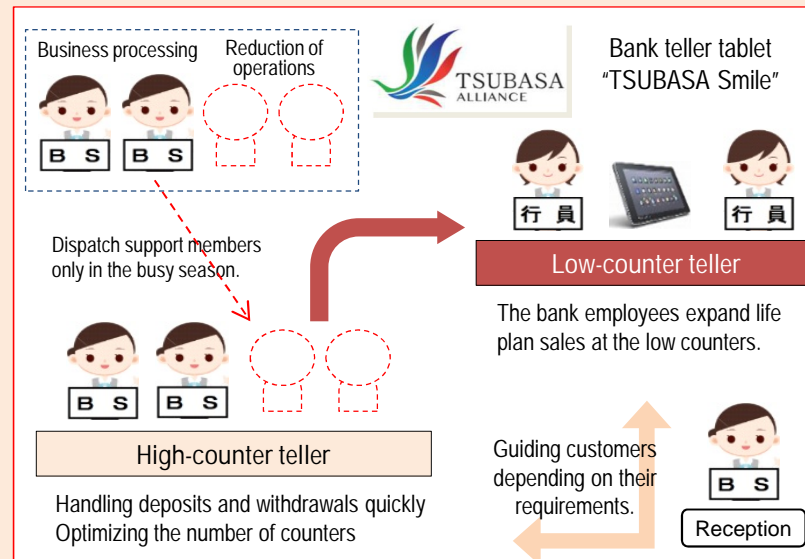 Business processing
Reduction of
operations
B S
B S
TSUBASA
ALLIANCE
Bank teller tablet
“TSUBASA Smile”
行 員
行 員
Dispatch support members
only in the busy season.
Low-counter teller
The bank employees expand life
plan sales at the low counters.
B S
B S
High-counter teller
Handling deposits and withdrawals quickly
Optimizing the number of counters
Guiding customers
depending on their
requirements.
B S
Reception